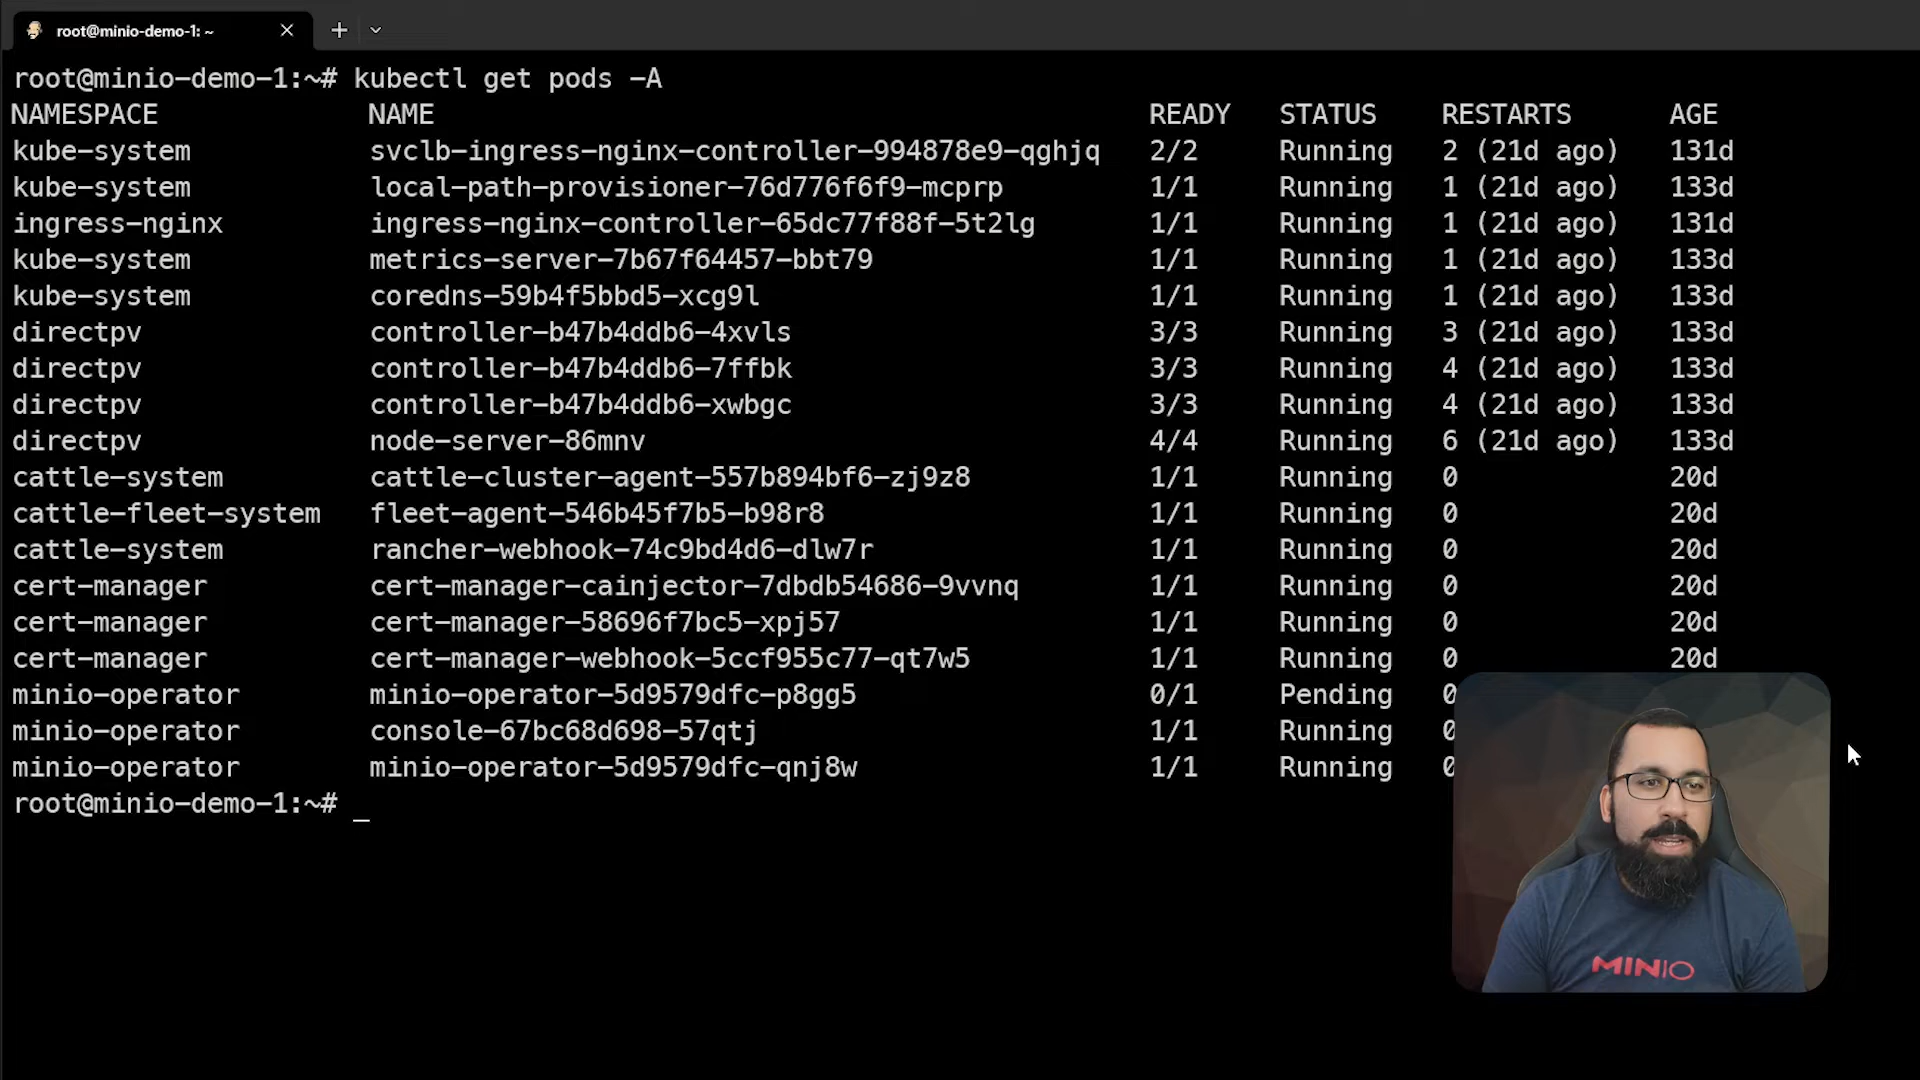 root@minio-demo-1: ~
root@minio-demo-1:~# kubectl get pods -A
NAMESPACE NAME READY STATUS RESTARTS AGE
kube-system svclb-ingress-nginx-controller-994878e9-qghjq 2/2 Running 2 (21d ago) 131d
kube-system local-path-provisioner-76d776f6f9-mcprp 1/1 Running 1 (21d ago) 133d
ingress-nginx ingress-nginx-controller-65dc77f88f-5t2lg 1/1 Running 1 (21d ago) 131d
kube-system metrics-server-7b67f64457-bbt79 1/1 Running 1 (21d ago) 133d
kube-system coredns-59b4f5bbd5-xcg9l 1/1 Running 1 (21d ago) 133d
directpv controller-b47b4ddb6-4xvls 3/3 Running 3 (21d ago) 133d
directpv controller-b47b4ddb6-7ffbk 3/3 Running 4 (21d ago) 133d
directpv controller-b47b4ddb6-xwbgc 3/3 Running 4 (21d ago) 133d
directpv node-server-86mnv 4/4 Running 6 (21d ago) 133d
cattle-system cattle-cluster-agent-557b894bf6-zj9z8 1/1 Running 0 20d
cattle-fleet-system fleet-agent-546b45f7b5-b98r8 1/1 Running 0 20d
cattle-system rancher-webhook-74c9bd4d6-dlw7r 1/1 Running 0 20d
cert-manager cert-manager-cainjector-7dbdb54686-9vvnq 1/1 Running 0 20d
cert-manager cert-manager-58696f7bc5-xpj57 1/1 Running 0 20d
cert-manager cert-manager-webhook-5ccf955c77-qt7w5 1/1 Running 0 20d
minio-operator minio-operator-5d9579dfc-p8gg5 0/1 Pending 0
minio-operator console-67bc68d698-57qtj 1/1 Running 0
minio-operator minio-operator-5d9579dfc-qnj8w 1/1 Running 0
root@minio-demo-1:~# _
MINIO